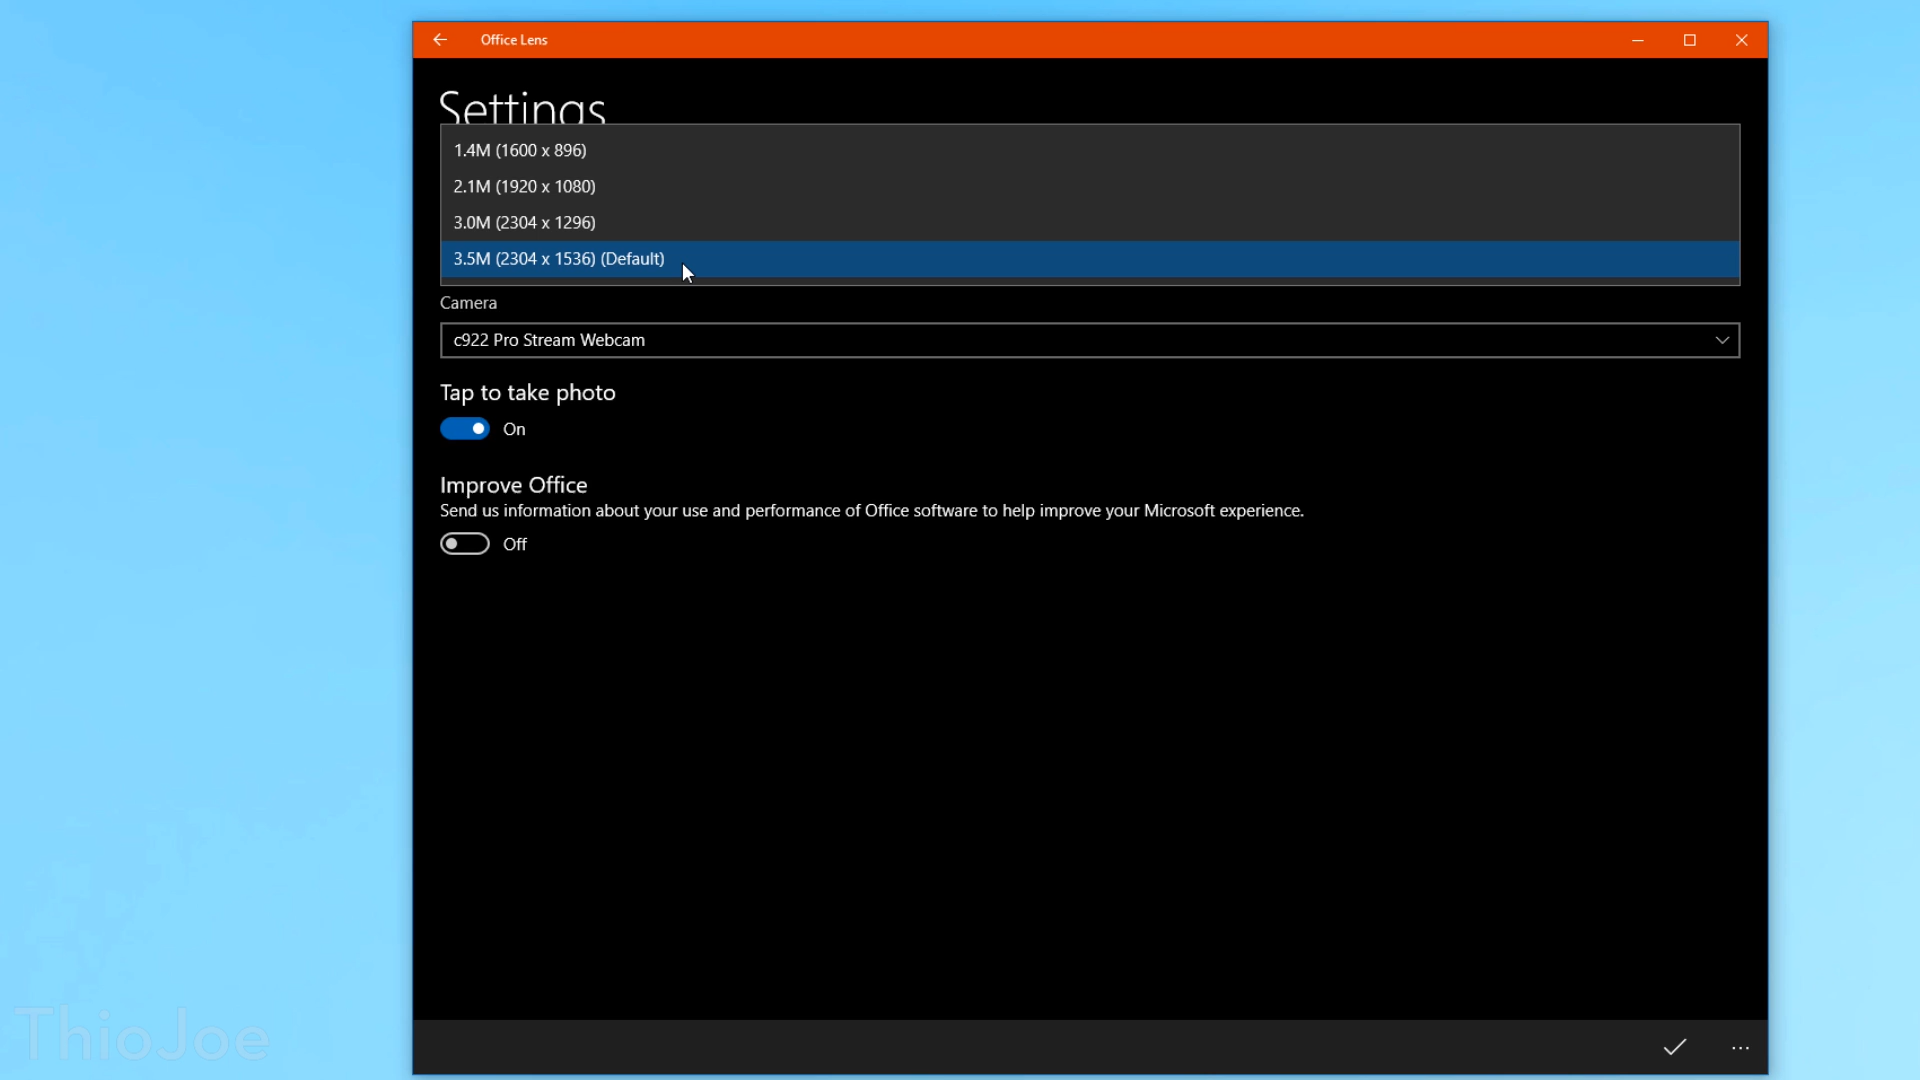 Office Lens
Settings
1.4M (1600 x 896)
2.1M (1920 x 1080)
3.0M (2304 x 1296)
3.5M (2304 x 1536) (Default)
Camera
c922 Pro Stream Webcam
Tap to take photo
On
Improve Office
Send us information about your use and performance of Office software to help improve your Microsoft experience.
Off
ThioJoe